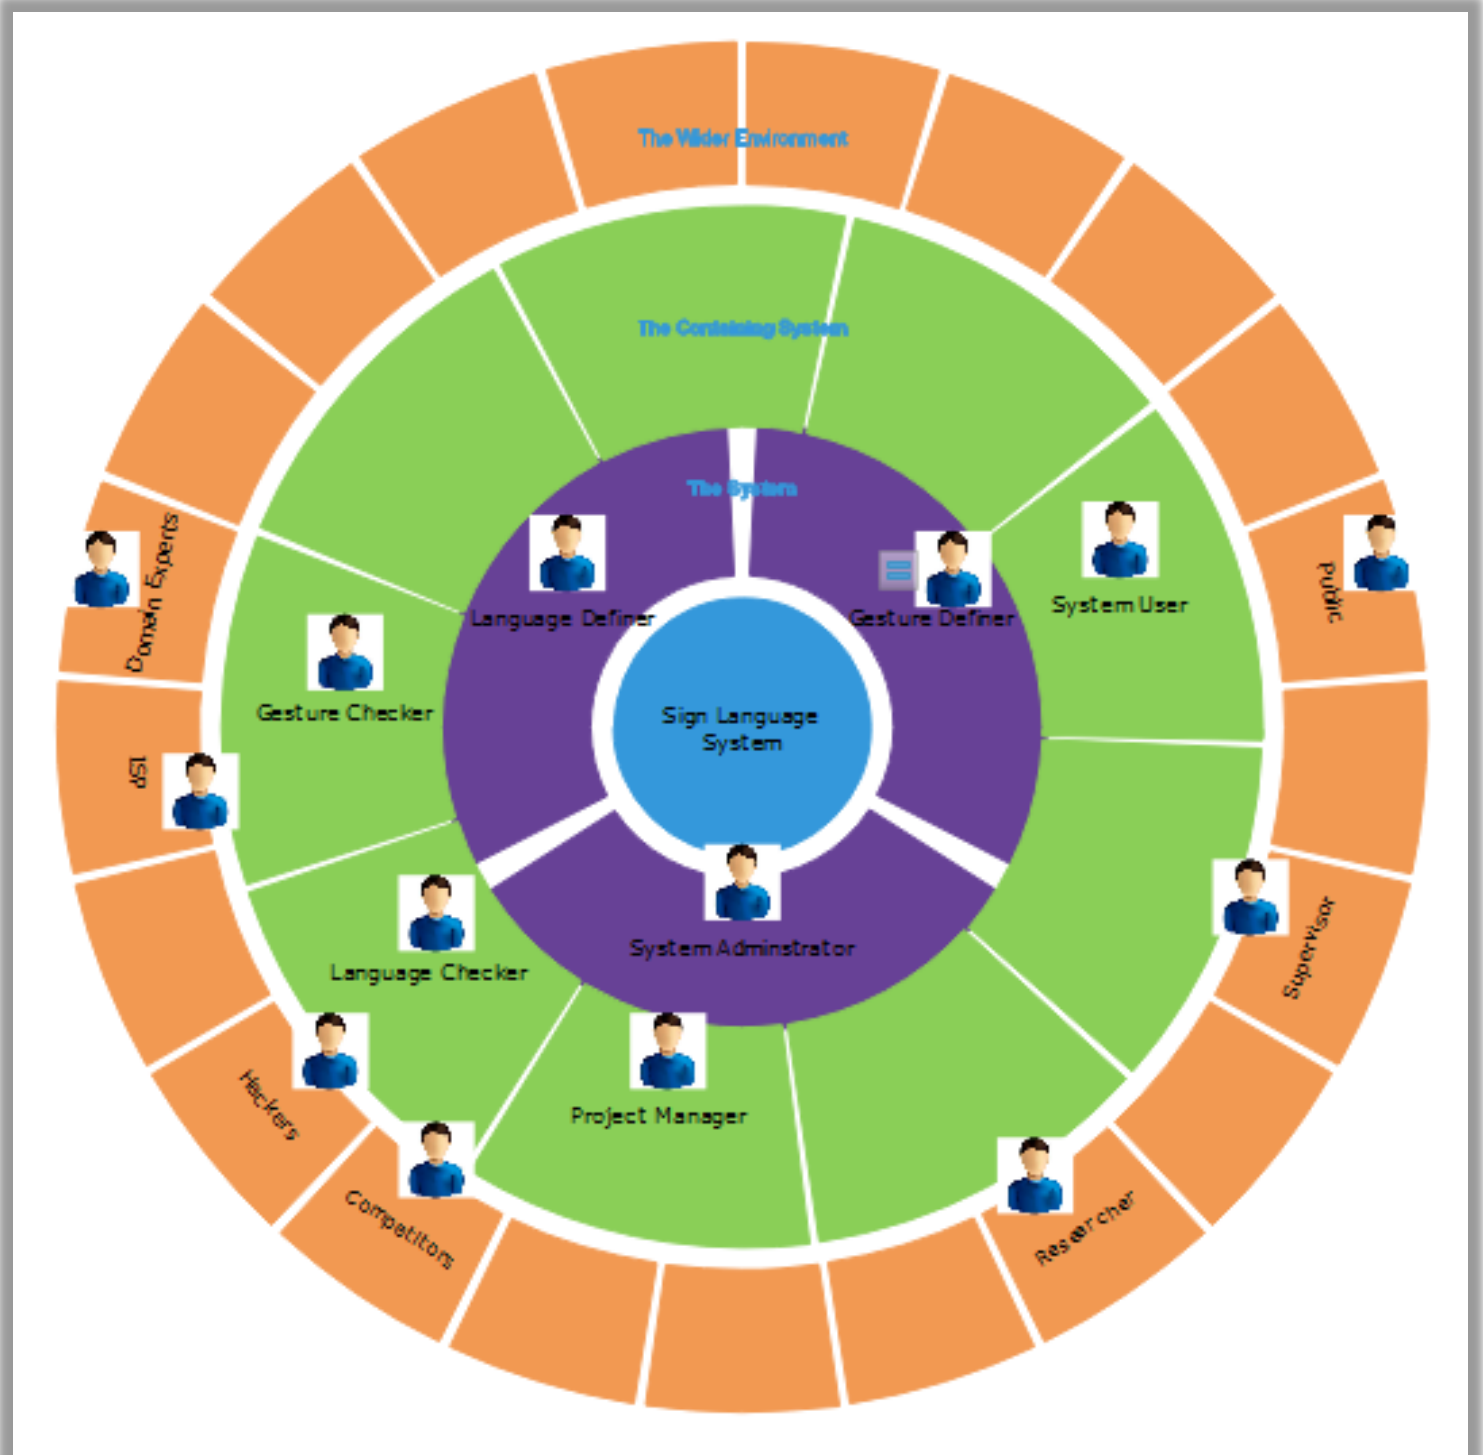 The Wider Environment
The Containing System
The System
Language Definer
Gesture Definer
System User
Domain Experts
Public
Gesture Checker
Sign Language
System
ISP
Supervisor
System Adminstrator
Language Checker
Hackers
Project Manager
Competitors
Researcher